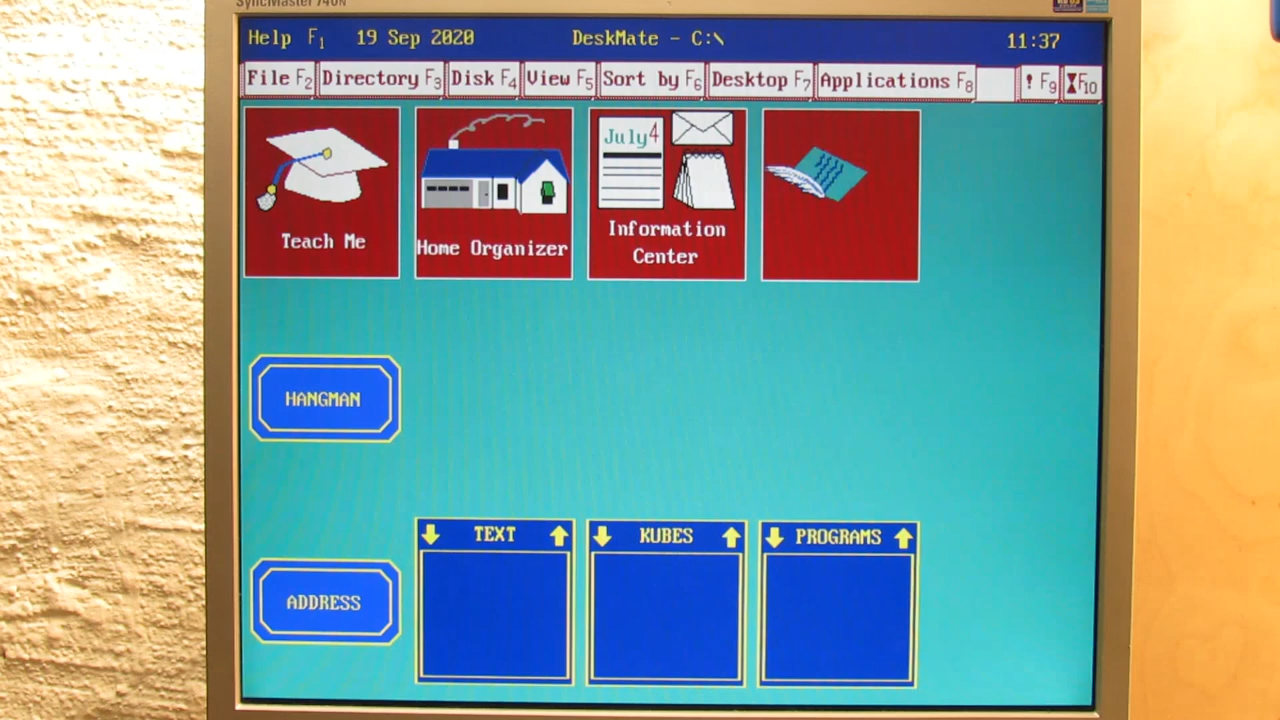 SyncMaster 740N
Help F1 19 Sep 2020 DeskMate - C:\ 11:37
File F2 Directory F3 Disk F4 View F5 Sort by F6 Desktop F7 Applications F8 ! F9 F10
July 4
Teach Me
Home Organizer
Information
Center
HANGMAN
TEXT KUBES PROGRAMS
ADDRESS